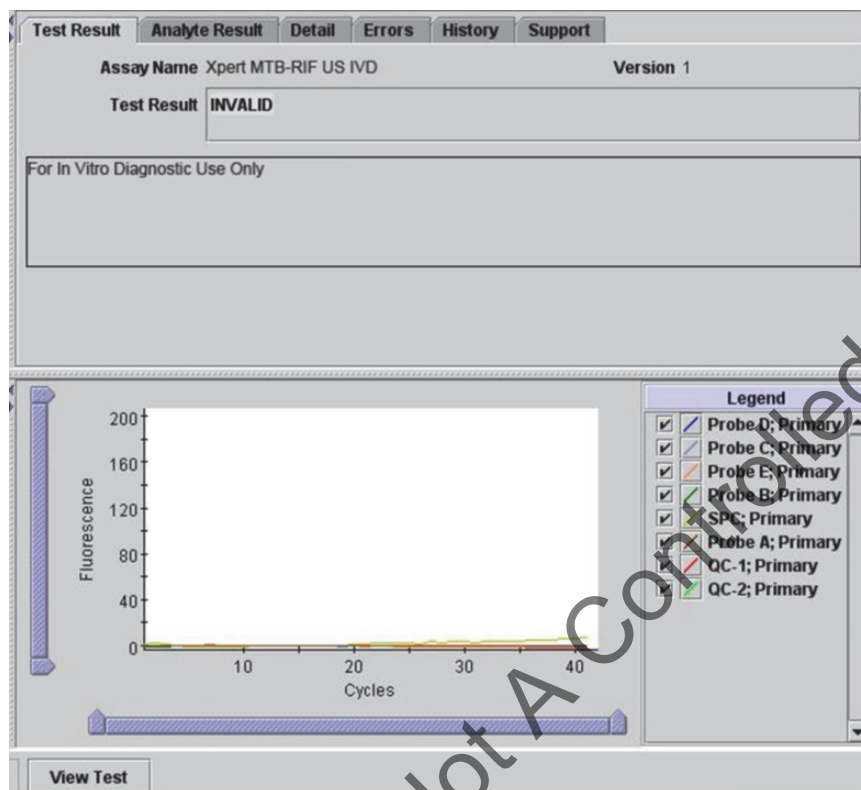 Test Result Analyte Result Detail Errors History Support
Assay Name Xpert MTB-RIF US IVD Version 1
Test Result INVALID
For In Vitro Diagnostic Use Only
Legend
Probe D; Primary
Probe C; Primary
Probe E; Primary
Probe B; Primary
SPC; Primary
Probe A; Primary
QC-1; Primary
QC-2; Primary
200
160
120
80
40
0
Fluorescence
10 20 30 40
Cycles
View Test
Not A Controlled